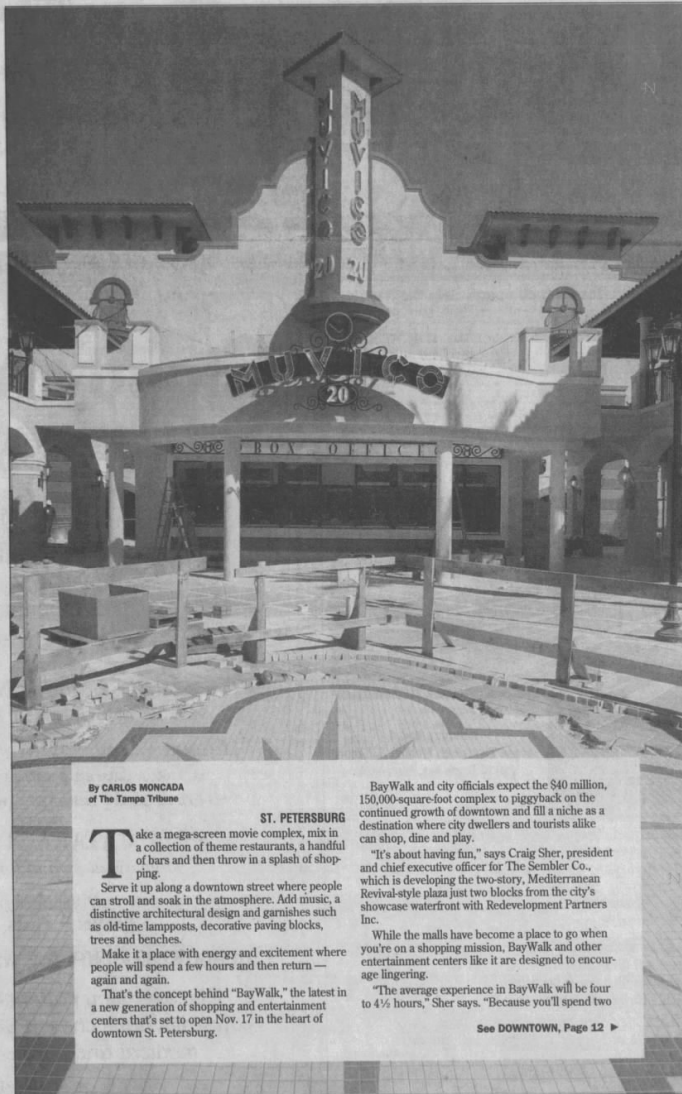 MUVICO 20
MUVICO 20
MUVICO
20
BOX OFFICE
By CARLOS MONCADA
of The Tampa Tribune
ST. PETERSBURG
Take a mega-screen movie complex, mix in
a collection of theme restaurants, a handful
of bars and then throw in a splash of shop-
ping.
Serve it up along a downtown street where people
can stroll and soak in the atmosphere. Add music, a
distinctive architectural design and garnishes such
as old-time lampposts, decorative paving blocks,
trees and benches.
Make it a place with energy and excitement where
people will spend a few hours and then return —
again and again.
That's the concept behind "BayWalk," the latest in
a new generation of shopping and entertainment
centers that's set to open Nov. 17 in the heart of
downtown St. Petersburg.
BayWalk and city officials expect the $40 million,
150,000-square-foot complex to piggyback on the
continued growth of downtown and fill a niche as a
destination where city dwellers and tourists alike
can shop, dine and play.
"It's about having fun," says Craig Sher, president
and chief executive officer for The Sembler Co.,
which is developing the two-story, Mediterranean
Revival-style plaza just two blocks from the city's
showcase waterfront with Redevelopment Partners
Inc.
While the malls have become a place to go when
you're on a shopping mission, BayWalk and other
entertainment centers like it are designed to encour-
age lingering.
"The average experience in BayWalk will be four
to 4½ hours," Sher says. "Because you'll spend two
See DOWNTOWN, Page 12 ▶